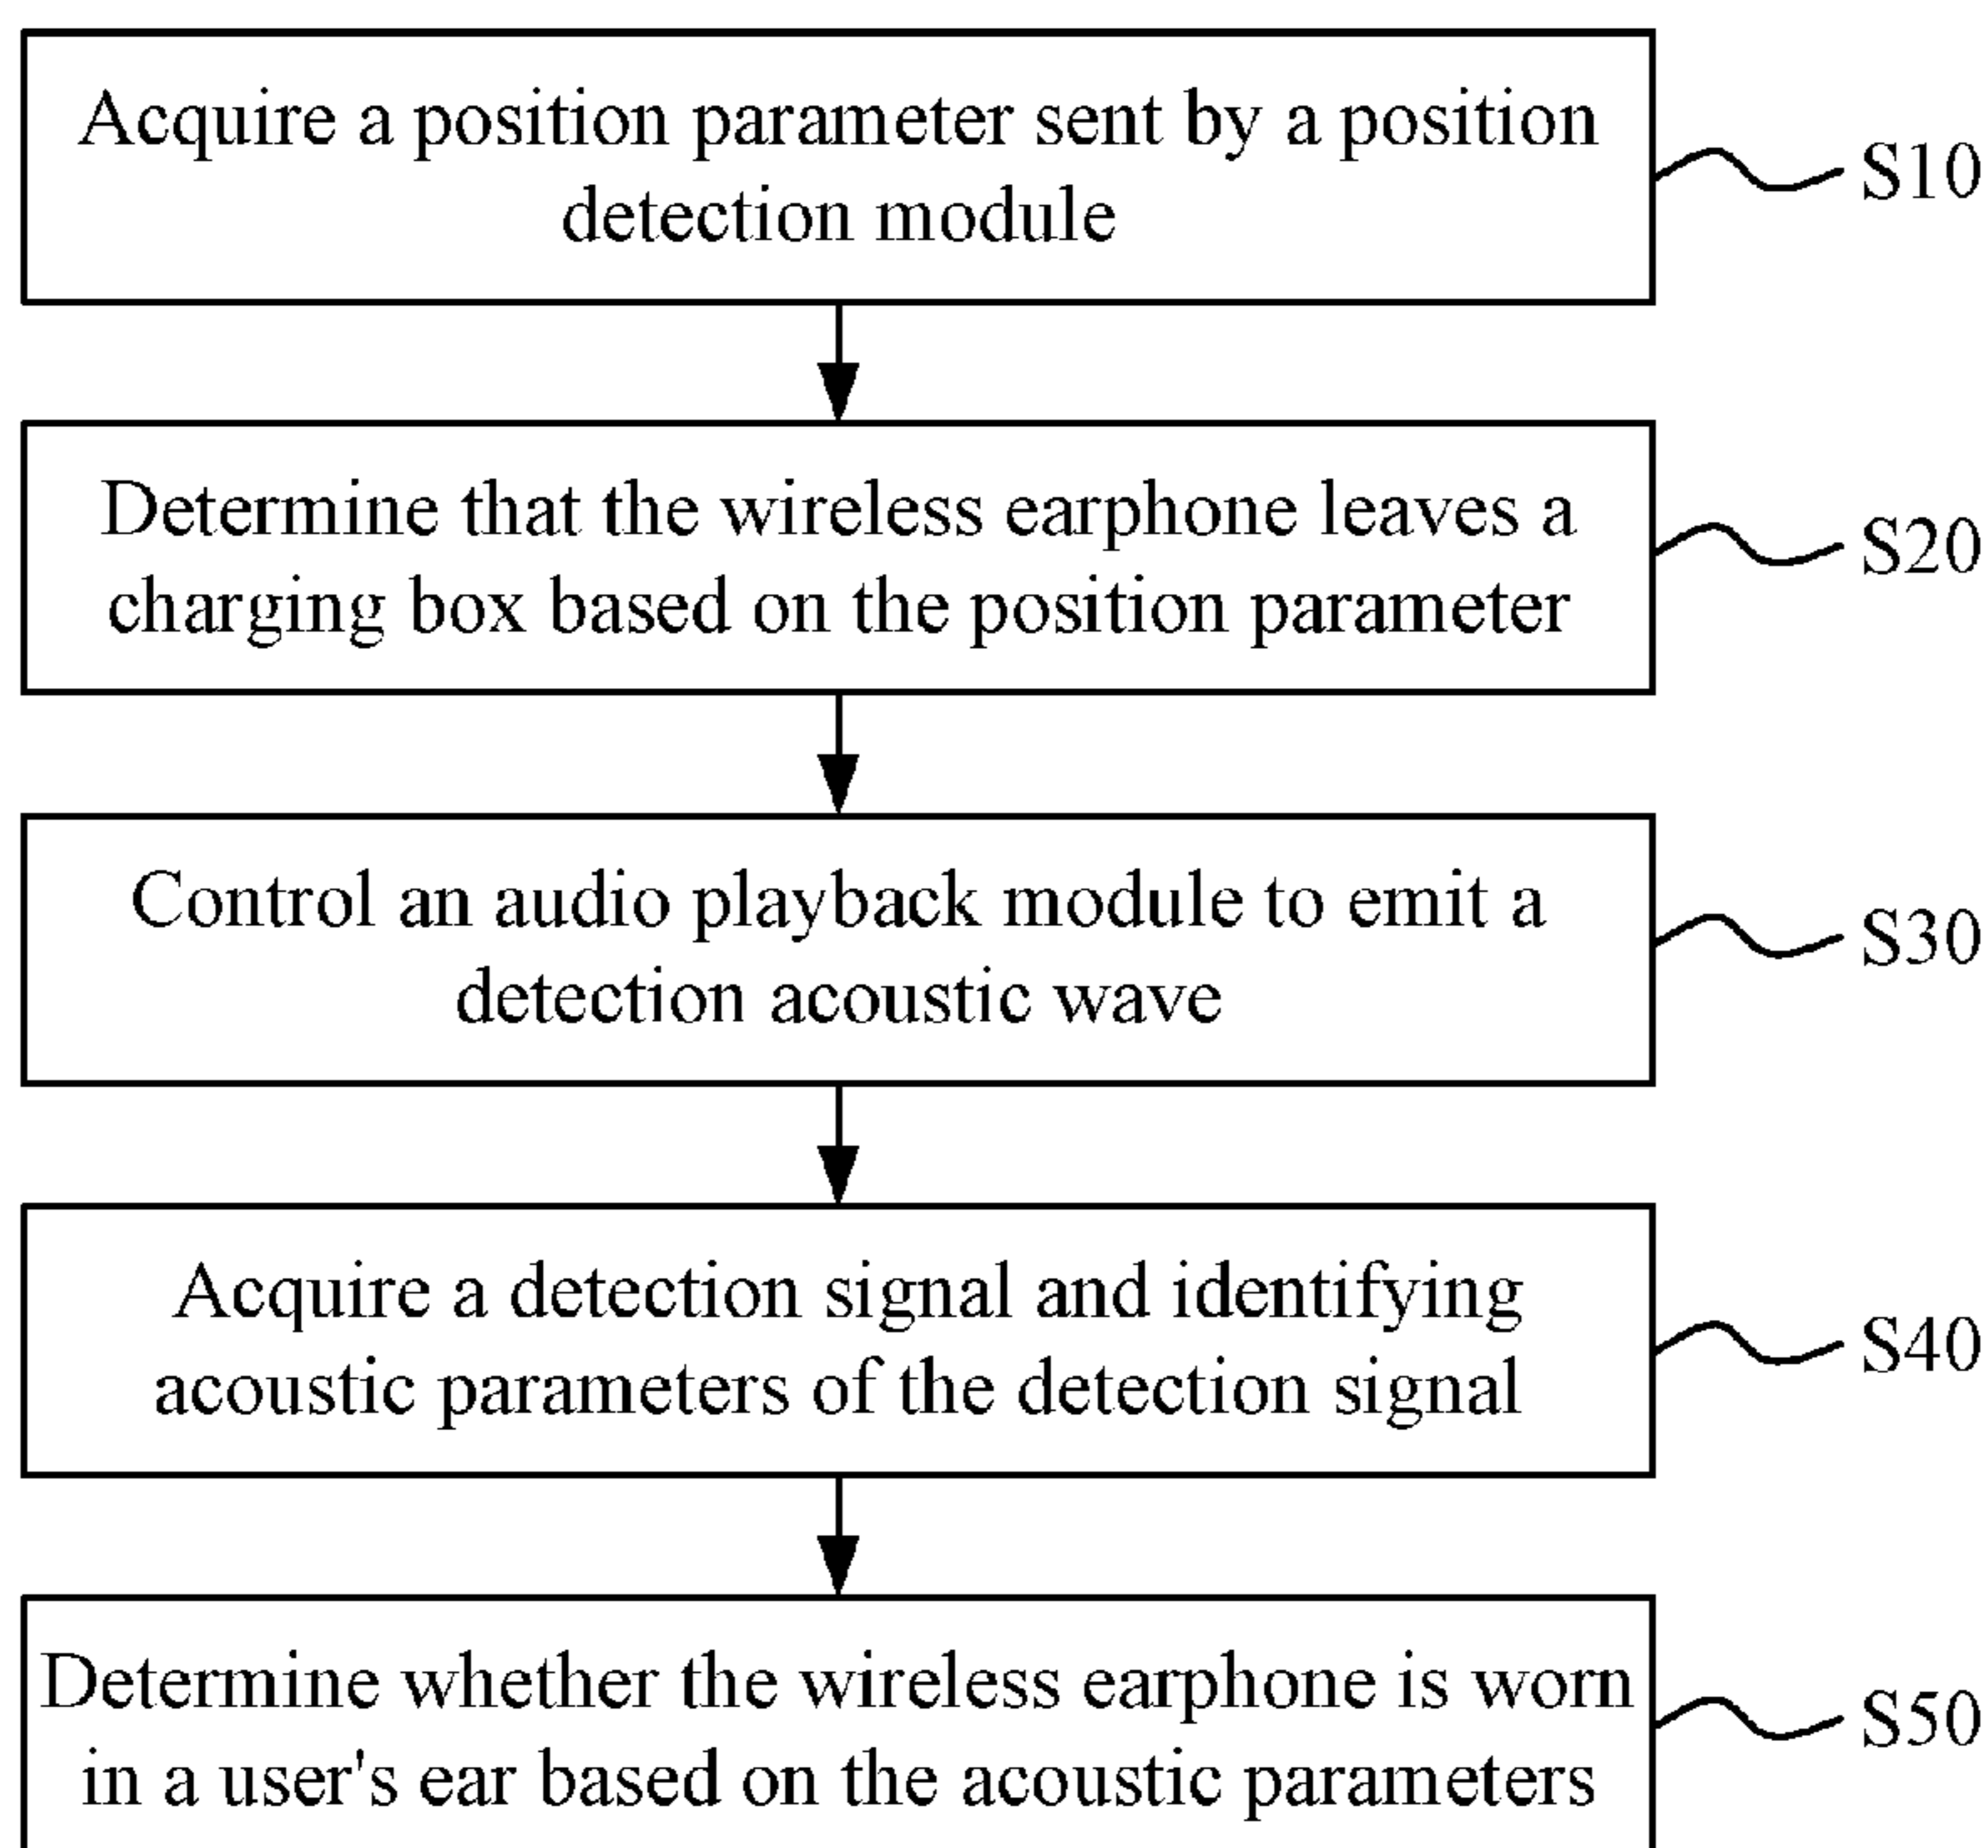 Acquire a position parameter sent by a position
detection module
S10
Determine that the wireless earphone leaves a
charging box based on the position parameter
S20
Control an audio playback module to emit a
detection acoustic wave
S30
Acquire a detection signal and identifying
acoustic parameters of the detection signal
S40
Determine whether the wireless earphone is worn
in a user's ear based on the acoustic parameters
S50